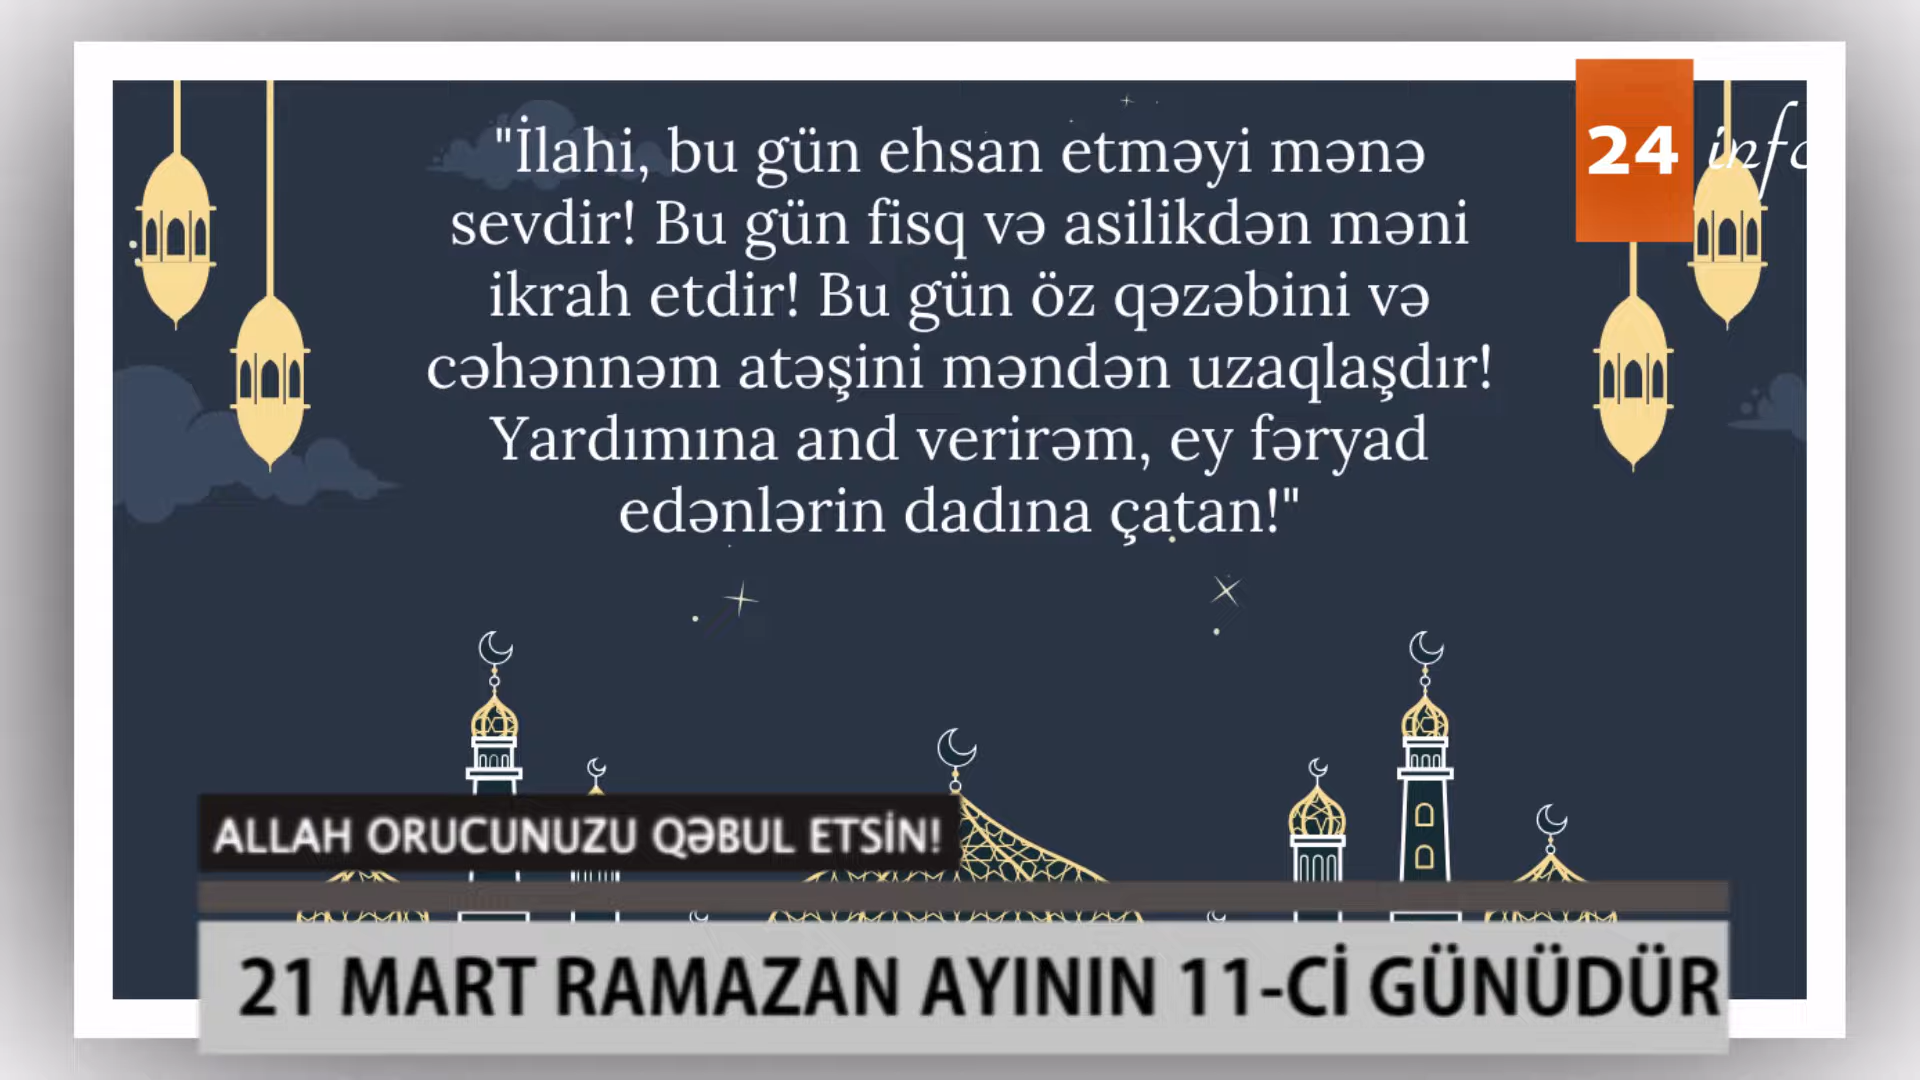 "İlahi, bu gün ehsan etməyi mənə
sevdir! Bu gün fisq və asilikdən məni
ikrah etdir! Bu gün öz qəzəbini və
cəhənnəm atəşini məndən uzaqlaşdır!
Yardımına and verirəm, ey fəryad
edənlərin dadına çatan!"
24 info
ALLAH ORUCUNUZU QƏBUL ETSİN!
21 MART RAMAZAN AYININ 11-Cİ GÜNÜDÜR